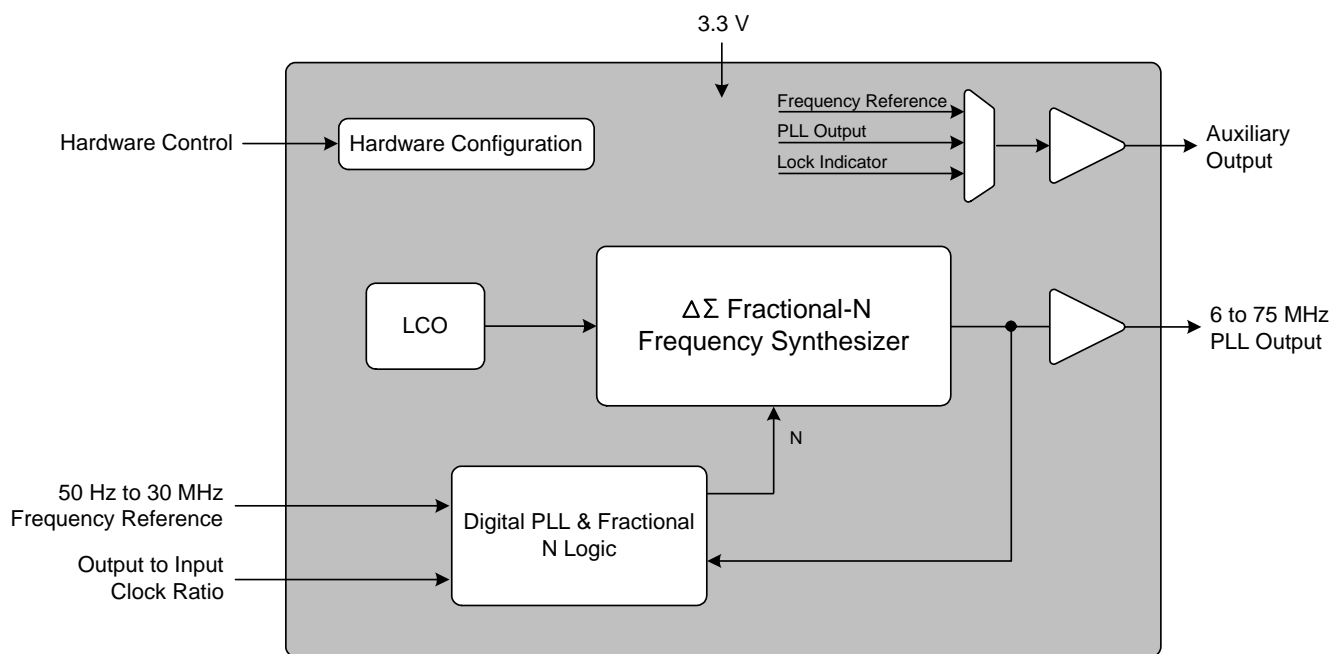 3.3 V
Hardware Control
Hardware Configuration
Frequency Reference
PLL Output
Lock Indicator
Auxiliary
Output
LCO
ΔΣ Fractional-N
Frequency Synthesizer
6 to 75 MHz
PLL Output
N
50 Hz to 30 MHz
Frequency Reference
Digital PLL & Fractional
N Logic
Output to Input
Clock Ratio